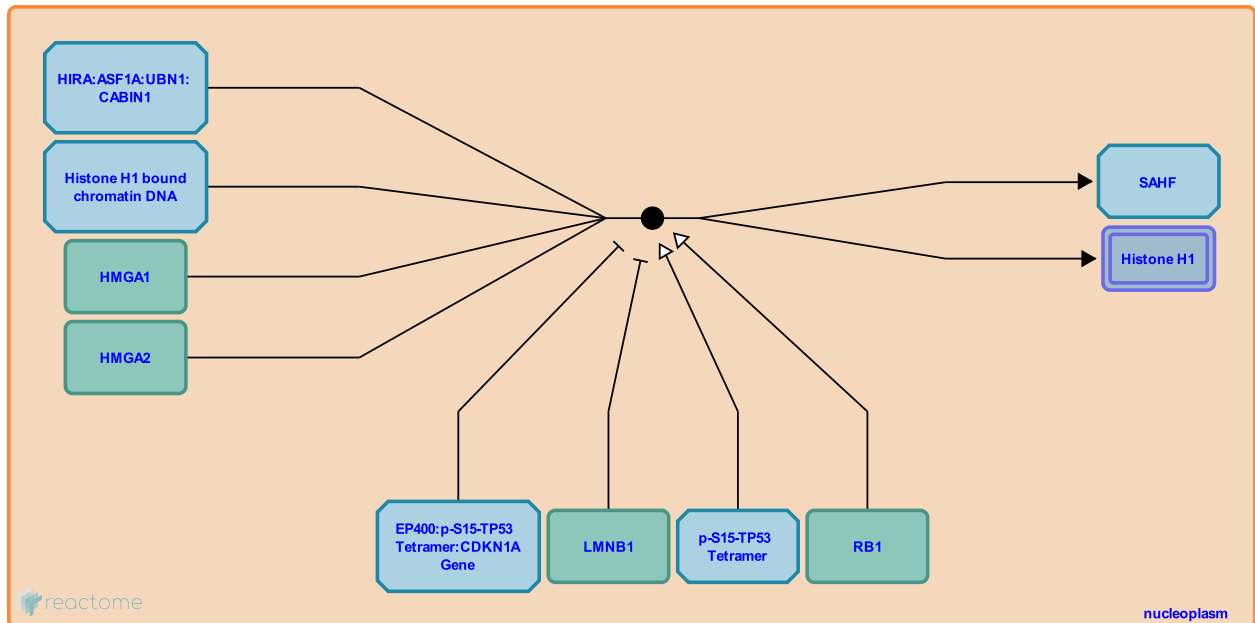 HIRA:ASF1A:UBN1:
CABIN1
Histone H1 bound
chromatin DNA
HMGA1
HMGA2
SAHF
Histone H1
EP400:p-S15-TP53
Tetramer:CDKN1A
Gene
LMNB1
p-S15-TP53
Tetramer
RB1
reactome
nucleoplasm